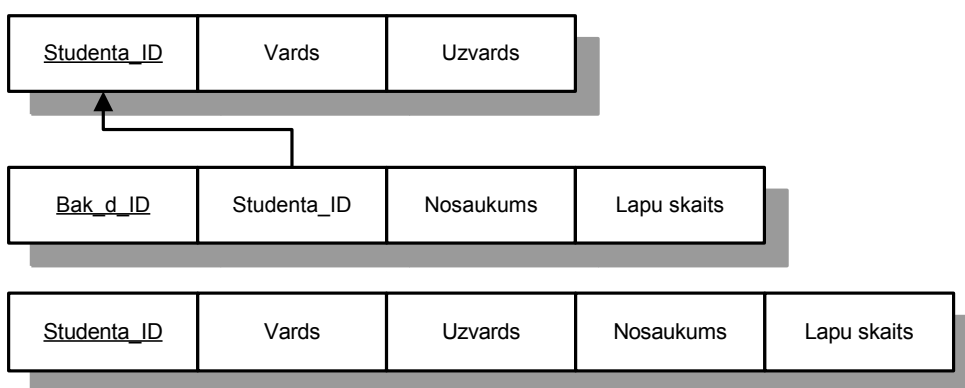 Studenta_ID Vards Uzvards
Bak_d_ID Studenta_ID Nosaukums Lapu skaits
Studenta_ID Vards Uzvards Nosaukums Lapu skaits